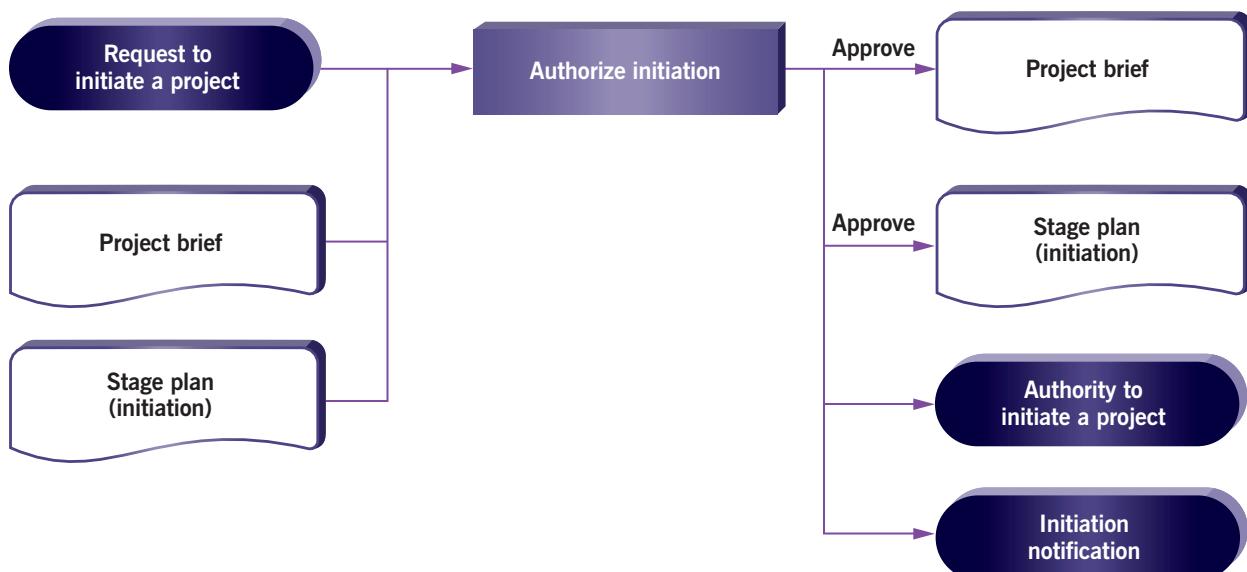 Request to
initiate a project
Project brief
Stage plan
(initiation)
Authorize initiation
Approve
Project brief
Approve
Stage plan
(initiation)
Authority to
initiate a project
Initiation
notification